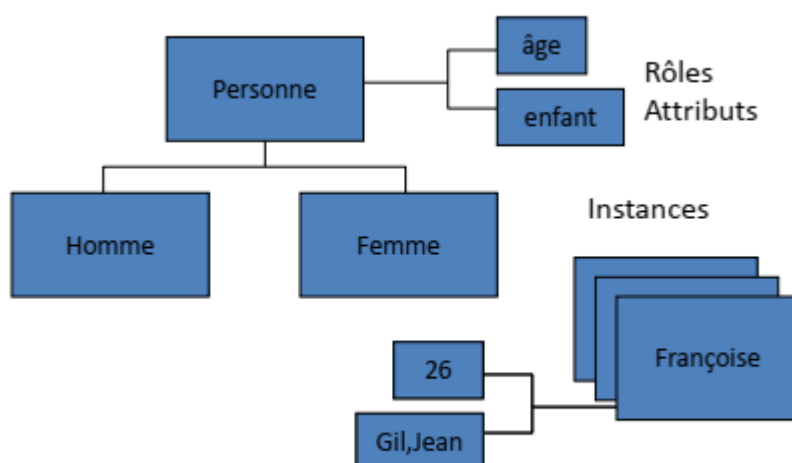 âge
Personne
Rôles
Attributs
enfant
Homme
Femme
Instances
Françoise
26
Gil,Jean